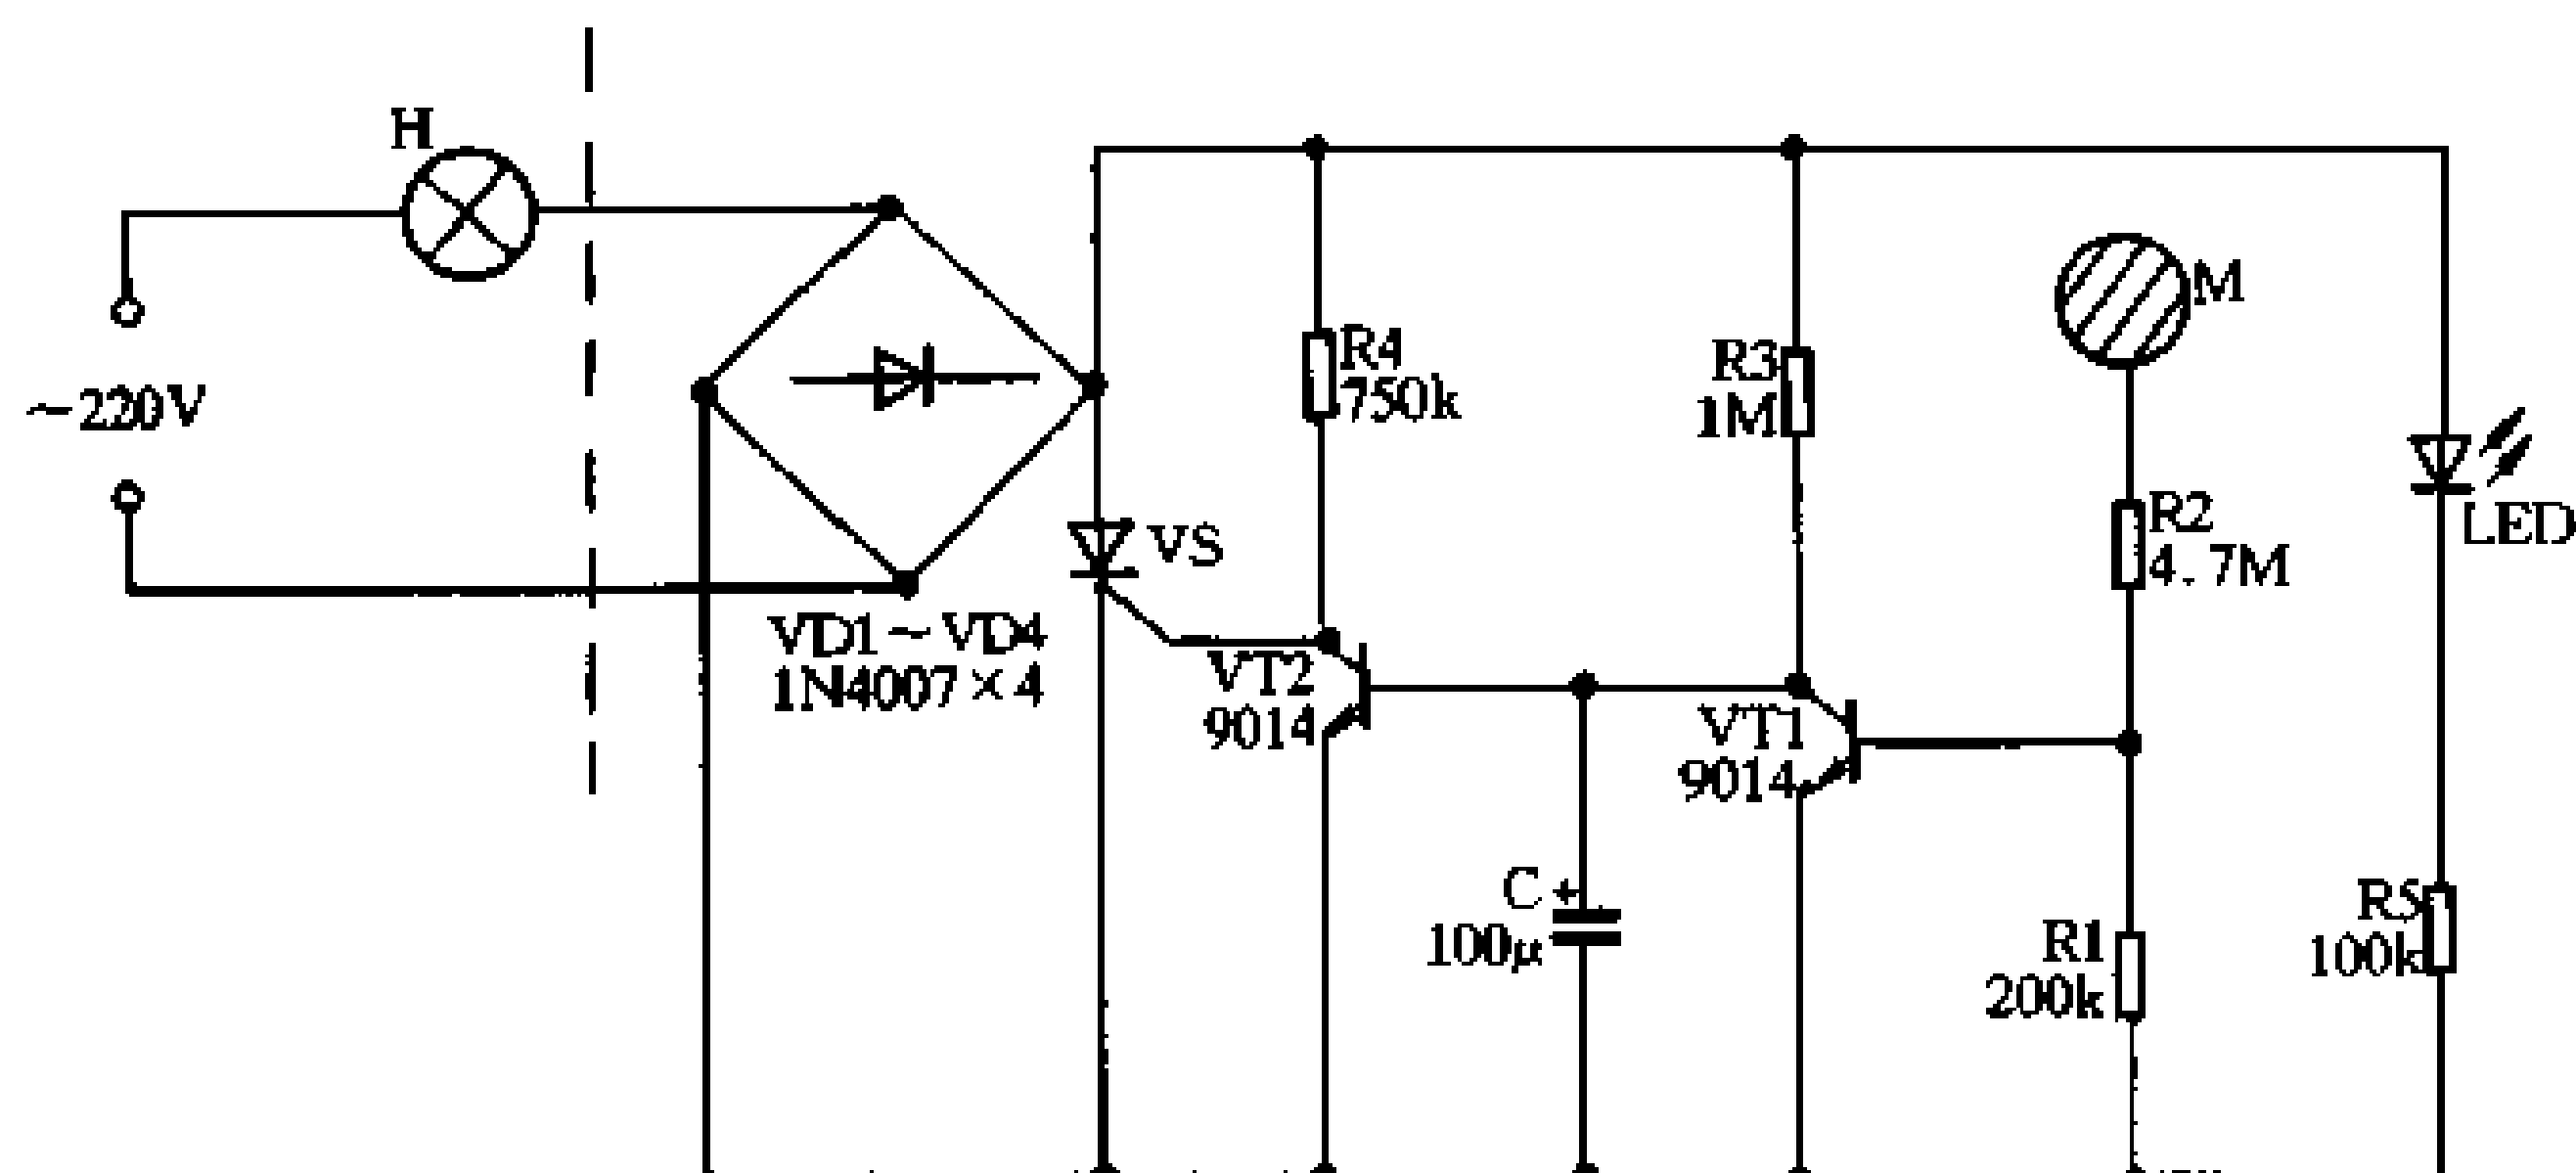 H
~220V
VD1~VD4
1N4007×4
VS
R4
750k
VT2
9014
R3
1M
VT1
9014
C +
100μ
M
R2
4.7M
R1
200k
LED
R5
100k